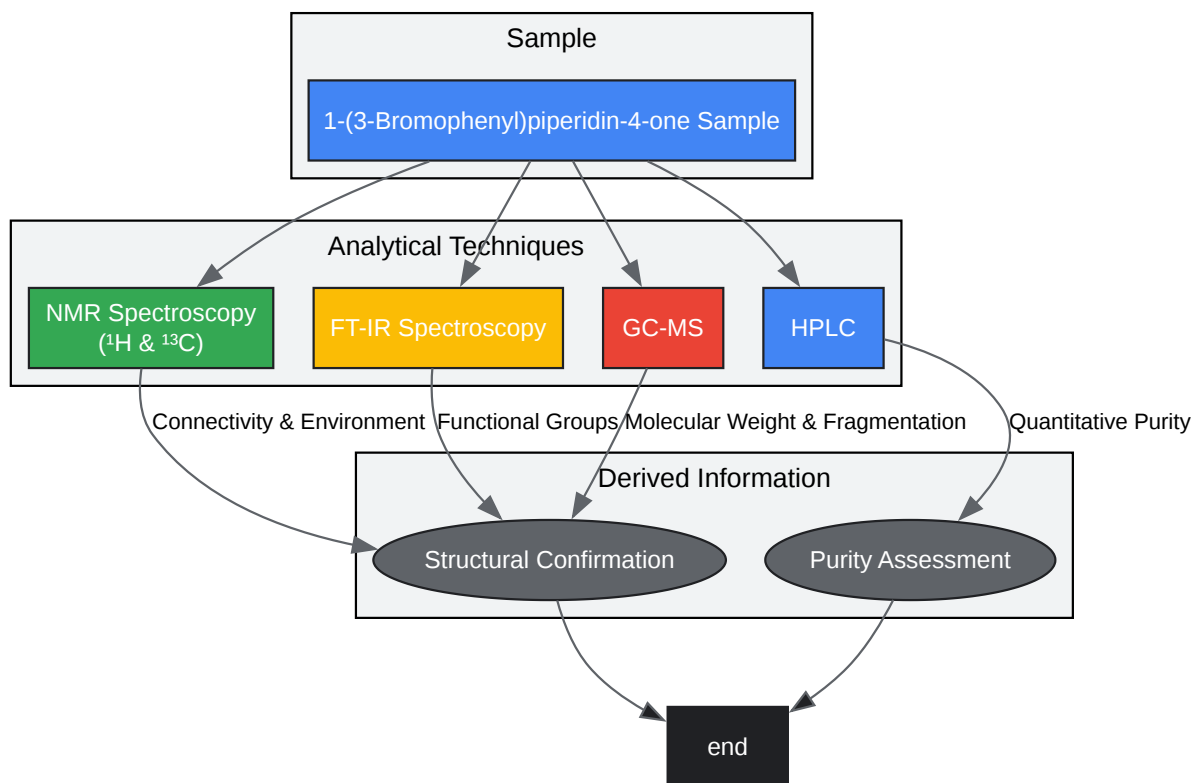 Sample
1-(3-Bromophenyl)piperidin-4-one Sample
Analytical Techniques
NMR Spectroscopy
(¹H & ¹³C)
FT-IR Spectroscopy
GC-MS
HPLC
Connectivity & Environment
Functional Groups
Molecular Weight & Fragmentation
Quantitative Purity
Derived Information
Structural Confirmation
Purity Assessment
end